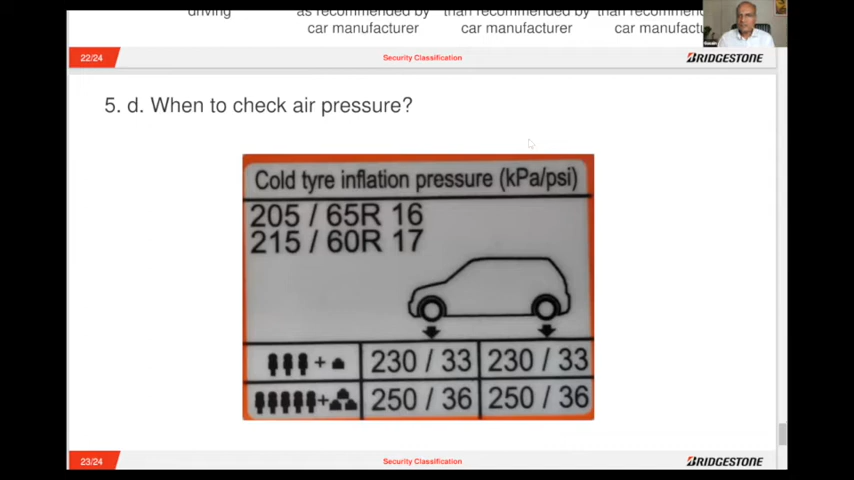 driving
as recommended by
car manufacturer
than recommended by
car manufacturer
than recommen
car manufactu
22/24
Security Classification
BRIDGESTONE
5. d. When to check air pressure?
Cold tyre inflation pressure (kPa/psi)
205 / 65R 16
215 / 60R 17
+ 230 / 33 230 / 33
+ 250 / 36 250 / 36
23/24
Security Classification
BRIDGESTONE